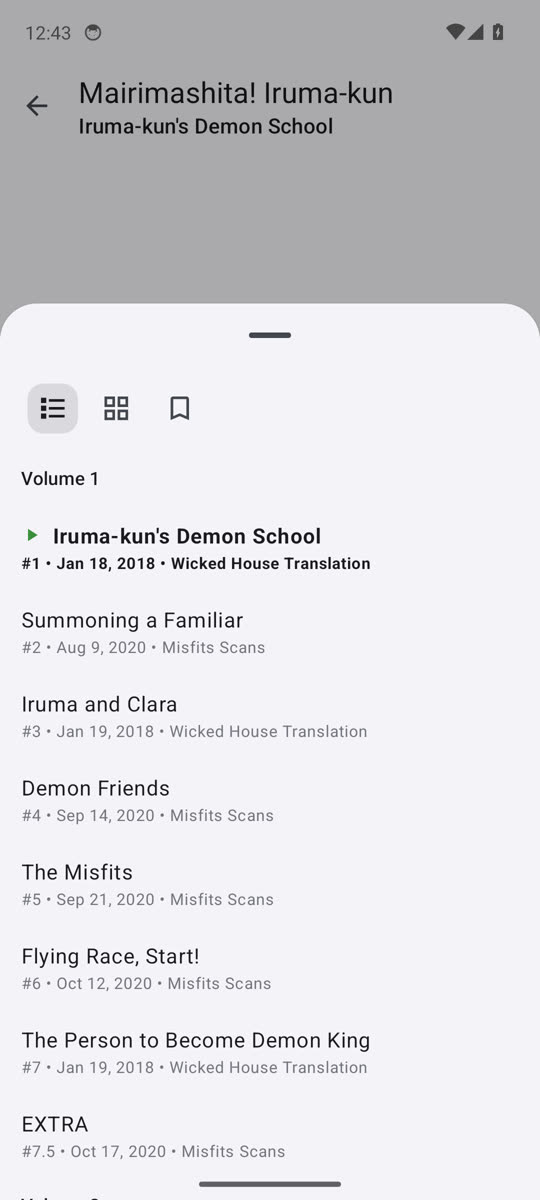 12:43
Mairimashita! Iruma-kun
Iruma-kun's Demon School
Volume 1
Iruma-kun's Demon School
#1 • Jan 18, 2018 • Wicked House Translation
Summoning a Familiar
#2 • Aug 9, 2020 • Misfits Scans
Iruma and Clara
#3 • Jan 19, 2018 • Wicked House Translation
Demon Friends
#4 • Sep 14, 2020 • Misfits Scans
The Misfits
#5 • Sep 21, 2020 • Misfits Scans
Flying Race, Start!
#6 • Oct 12, 2020 • Misfits Scans
The Person to Become Demon King
#7 • Jan 19, 2018 • Wicked House Translation
EXTRA
#7.5 • Oct 17, 2020 • Misfits Scans